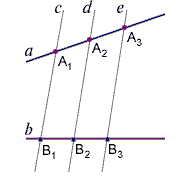 c d e
a A₁ A₂ A₃
b
B₁ B₂ B₃